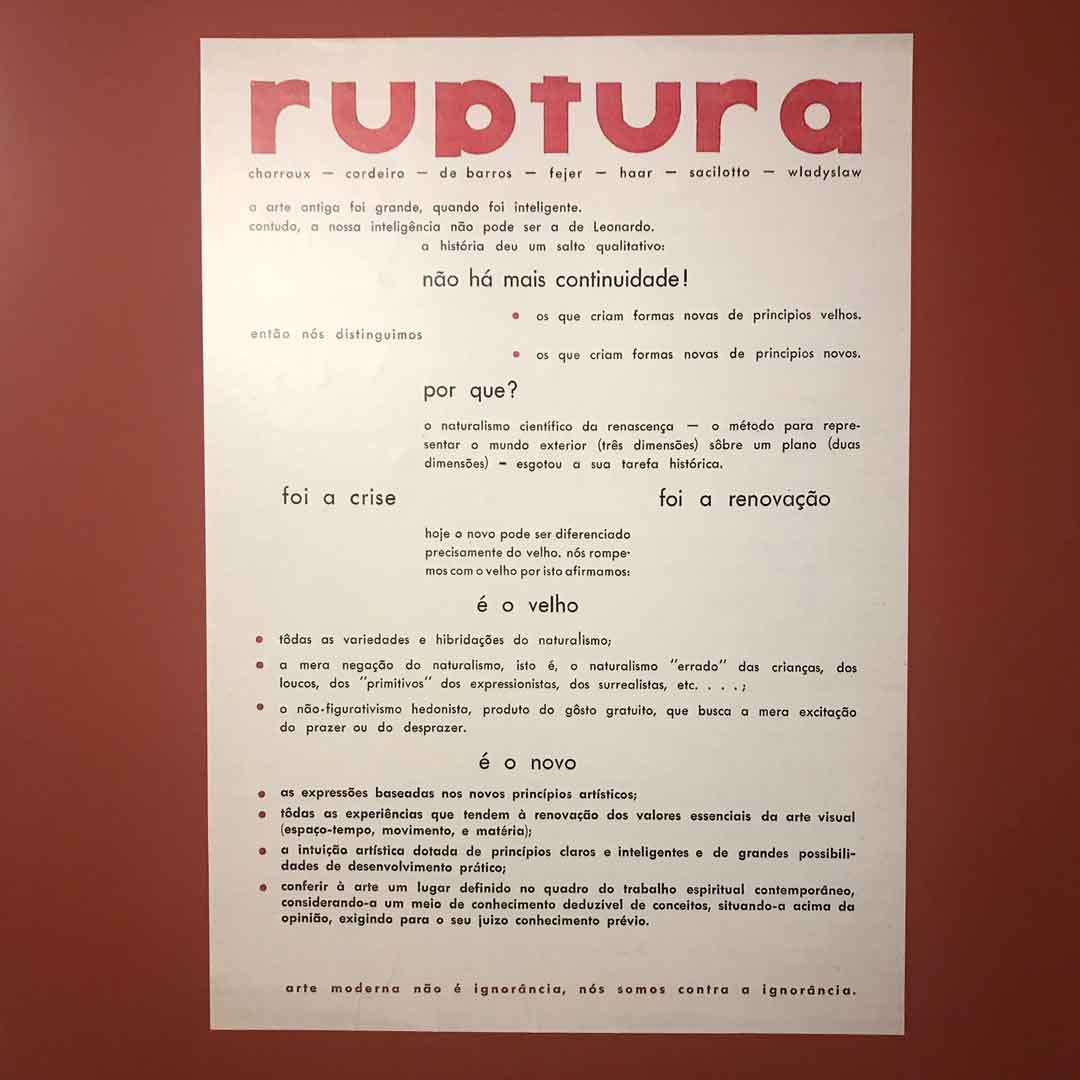 ruptura
charroux — cordeiro — de barros — fejer — haar — sacilotto — wladyslaw
a arte antiga foi grande, quando foi inteligente.
contudo, a nossa inteligência não pode ser a de Leonardo.
a história deu um salto qualitativo:
não há mais continuidade!
então nós distinguimos
• os que criam formas novas de principios velhos.
• os que criam formas novas de principios novos.
por que?
o naturalismo científico da renascença — o método para repre-
sentar o mundo exterior (três dimensões) sôbre um plano (duas
dimensões) – esgotou a sua tarefa histórica.
foi a crise foi a renovação
hoje o novo pode ser diferenciado
precisamente do velho. nós rompe-
mos com o velho por isto afirmamos:
é o velho
• tôdas as variedades e hibridações do naturalismo;
• a mera negação do naturalismo, isto é, o naturalismo "errado" das crianças, dos
loucos, dos "primitivos" dos expressionistas, dos surrealistas, etc. . . . ;
• o não-figurativismo hedonista, produto do gôsto gratuito, que busca a mera excitação
do prazer ou do desprazer.
é o novo
• as expressões baseadas nos novos princípios artísticos;
• tôdas as experiências que tendem à renovação dos valores essenciais da arte visual
(espaço-tempo, movimento, e matéria);
• a intuição artística dotada de princípios claros e inteligentes e de grandes possibili-
dades de desenvolvimento prático;
• conferir à arte um lugar definido no quadro do trabalho espiritual contemporâneo,
considerando-a um meio de conhecimento deduzível de conceitos, situando-a acima da
opinião, exigindo para o seu juizo conhecimento prévio.
arte moderna não é ignorância, nós somos contra a ignorância.